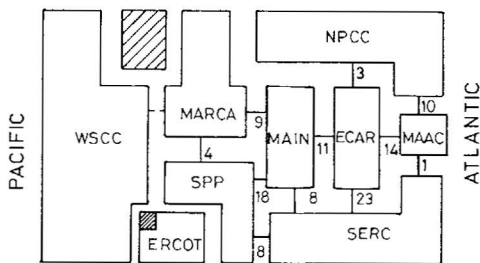 NPCC
3
10
PACIFIC
WSCC
MARCA
9
MAIN
11
ECAR
14
MAAC
ATLANTIC
4
1
SPP
18
8
23
ERCOT
8
SERC